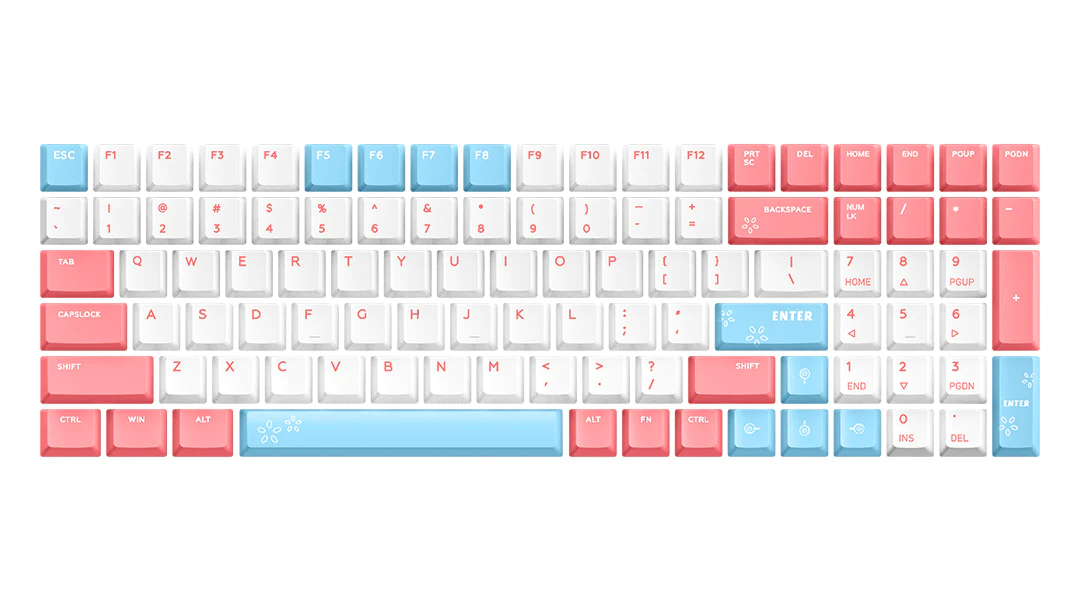 ESC F1 F2 F3 F4 F5 F6 F7 F8 F9 F10 F11 F12 PRT SC DEL HOME END PGUP PGDN
~ ! @ # $ % ^ & * ( ) — + BACKSPACE NUM LK / * −
` 1 2 3 4 5 6 7 8 9 0 - =
TAB Q W E R T Y U I O P { } | 7 8 9
[ ] \ HOME △ PGUP +
CAPSLOCK A S D F G H J K L : " ENTER 4 5 6
_ _ ; ' ◁ _ ▷
SHIFT Z X C V B N M < > ? SHIFT 1 2 3
, . / END ▽ PGDN ENTER
CTRL WIN ALT ALT FN CTRL 0 .
INS DEL